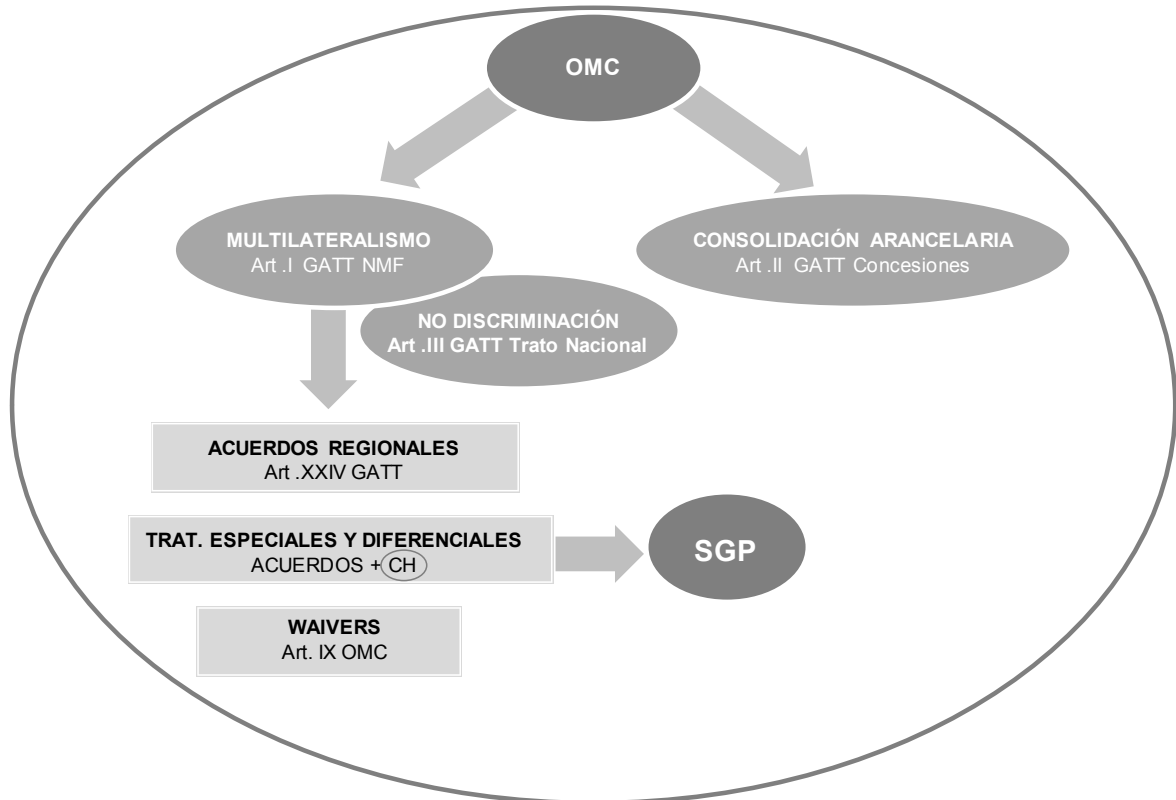 OMC
MULTILATERALISMO
Art .I GATT NMF
CONSOLIDACIÓN ARANCELARIA
Art .II GATT Concesiones
NO DISCRIMINACIÓN
Art .III GATT Trato Nacional
ACUERDOS REGIONALES
Art .XXIV GATT
TRAT. ESPECIALES Y DIFERENCIALES
ACUERDOS + CH
SGP
WAIVERS
Art. IX OMC